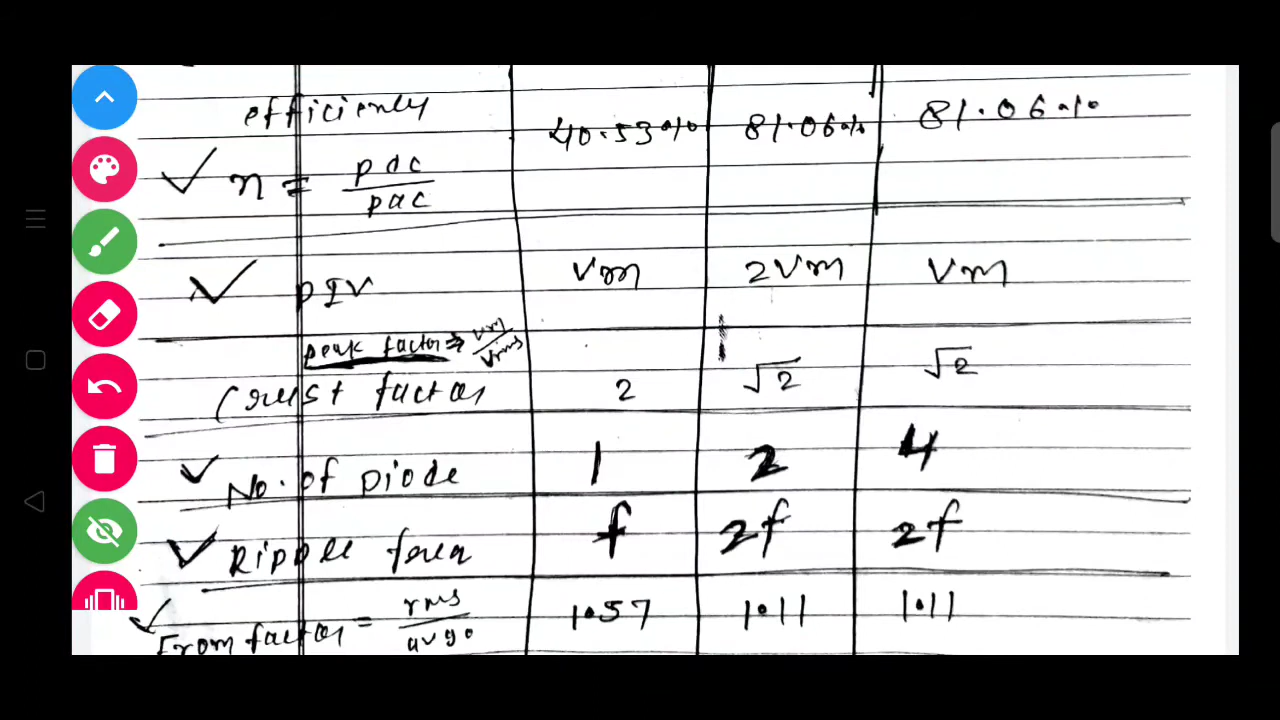 efficienly 40.53% 81.06% 81.06%
η = pdc/pac
PIV Vm 2Vm Vm
peak factor ⇒ Vm/Vrms
Crest factor 2 √2 √2
No. of Diode 1 2 4
Ripple f 2f 2f
From factor = rms/avg. 1.57 1.11 1.11